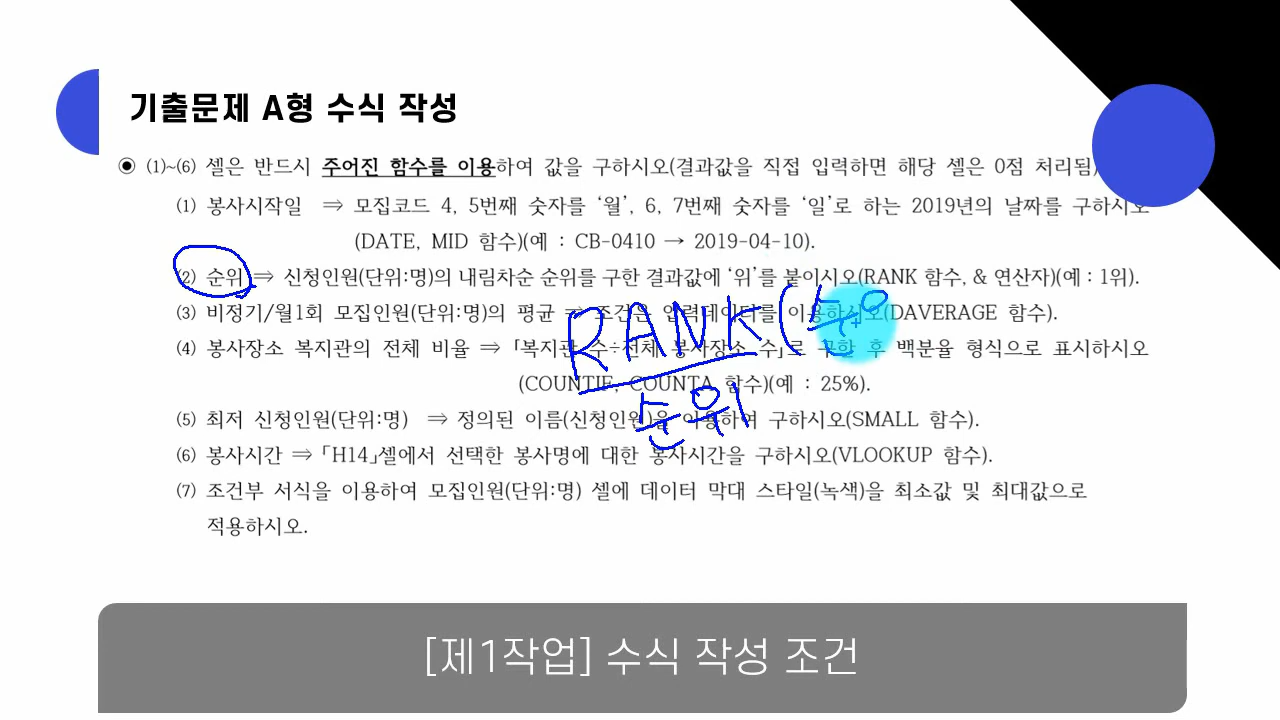 기출문제 A형 수식 작성
◉ ⑴~⑹ 셀은 반드시 주어진 함수를 이용하여 값을 구하시오(결과값을 직접 입력하면 해당 셀은 0점 처리됨)
⑴ 봉사시작일 ⇒ 모집코드 4, 5번째 숫자를 ‘월’, 6, 7번째 숫자를 ‘일’로 하는 2019년의 날짜를 구하시오
(DATE, MID 함수)(예 : CB-0410 → 2019-04-10).
⑵ 순위 ⇒ 신청인원(단위:명)의 내림차순 순위를 구한 결과값에 ‘위’를 붙이시오(RANK 함수, & 연산자)(예 : 1위).
⑶ 비정기/월1회 모집인원(단위:명)의 평균 ⇒ 조건은 입력데이터를 이용하시오(DAVERAGE 함수).
RANK(순
⑷ 봉사장소 복지관의 전체 비율 ⇒ 「복지관 수÷전체 봉사장소 수」로 구한 후 백분율 형식으로 표시하시오
(COUNTIF, COUNTA 함수)(예 : 25%).
순위
⑸ 최저 신청인원(단위:명) ⇒ 정의된 이름(신청인원)을 이용하여 구하시오(SMALL 함수).
⑹ 봉사시간 ⇒ 「H14」셀에서 선택한 봉사명에 대한 봉사시간을 구하시오(VLOOKUP 함수).
⑺ 조건부 서식을 이용하여 모집인원(단위:명) 셀에 데이터 막대 스타일(녹색)을 최소값 및 최대값으로
적용하시오.
[제1작업] 수식 작성 조건